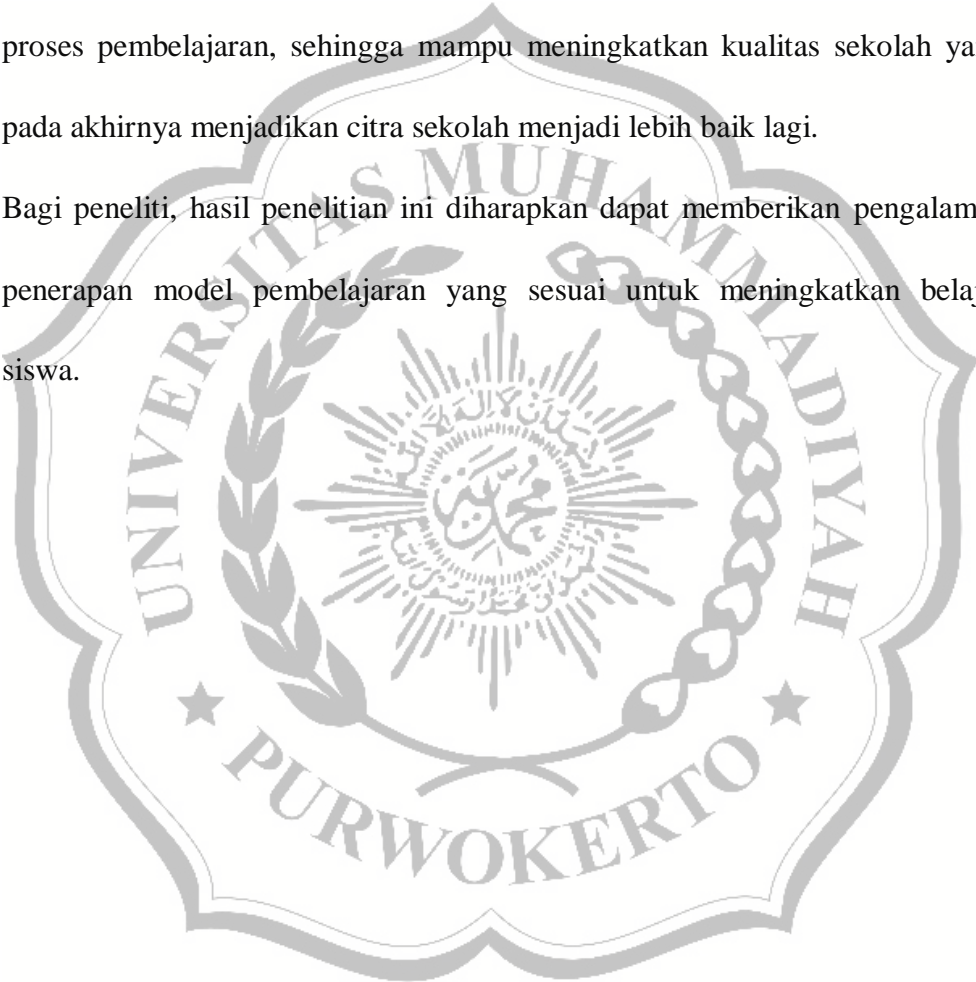 proses pembelajaran, sehingga mampu meningkatkan kualitas sekolah ya
pada akhirnya menjadikan citra sekolah menjadi lebih baik lagi.
Bagi peneliti, hasil penelitian ini diharapkan dapat memberikan pengalam
penerapan model pembelajaran yang sesuai untuk meningkatkan belaj
siswa.
UNIVERSITAS MUHAMMADIYAH
PURWOKERTO